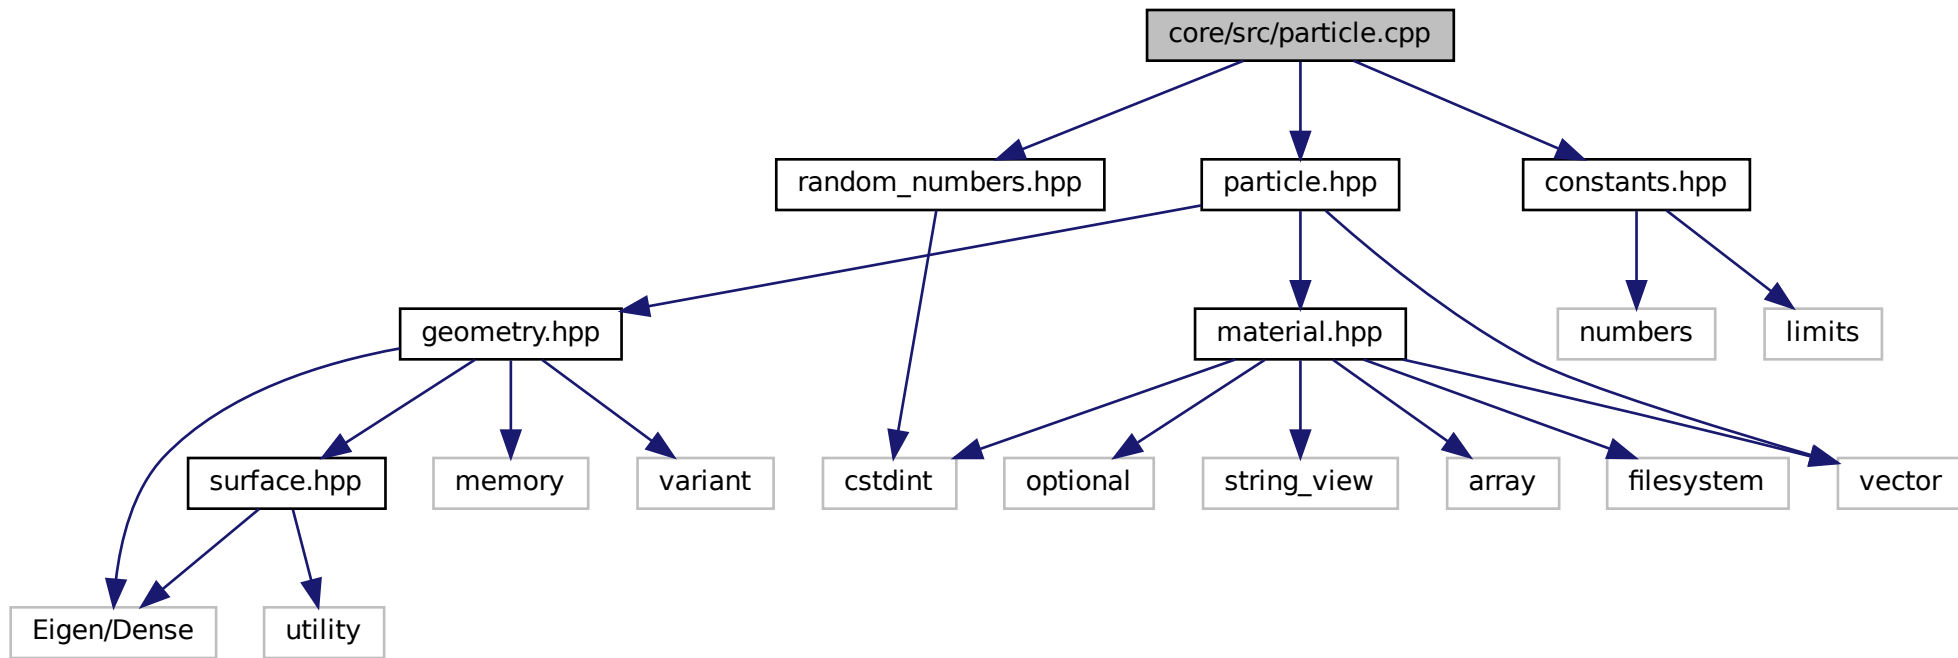 core/src/particle.cpp
random_numbers.hpp
particle.hpp
constants.hpp
geometry.hpp
material.hpp
numbers
limits
surface.hpp
memory
variant
cstdint
optional
string_view
array
filesystem
vector
Eigen/Dense
utility